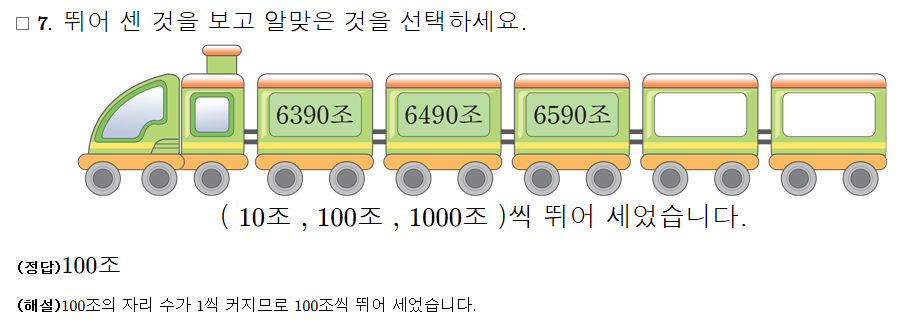 □ 7. 뛰어 센 것을 보고 알맞은 것을 선택하세요.
6390조 6490조 6590조
( 10조 , 100조 , 1000조 )씩 뛰어 세었습니다.
(정답)100조
(해설)100조의 자리 수가 1씩 커지므로 100조씩 뛰어 세었습니다.